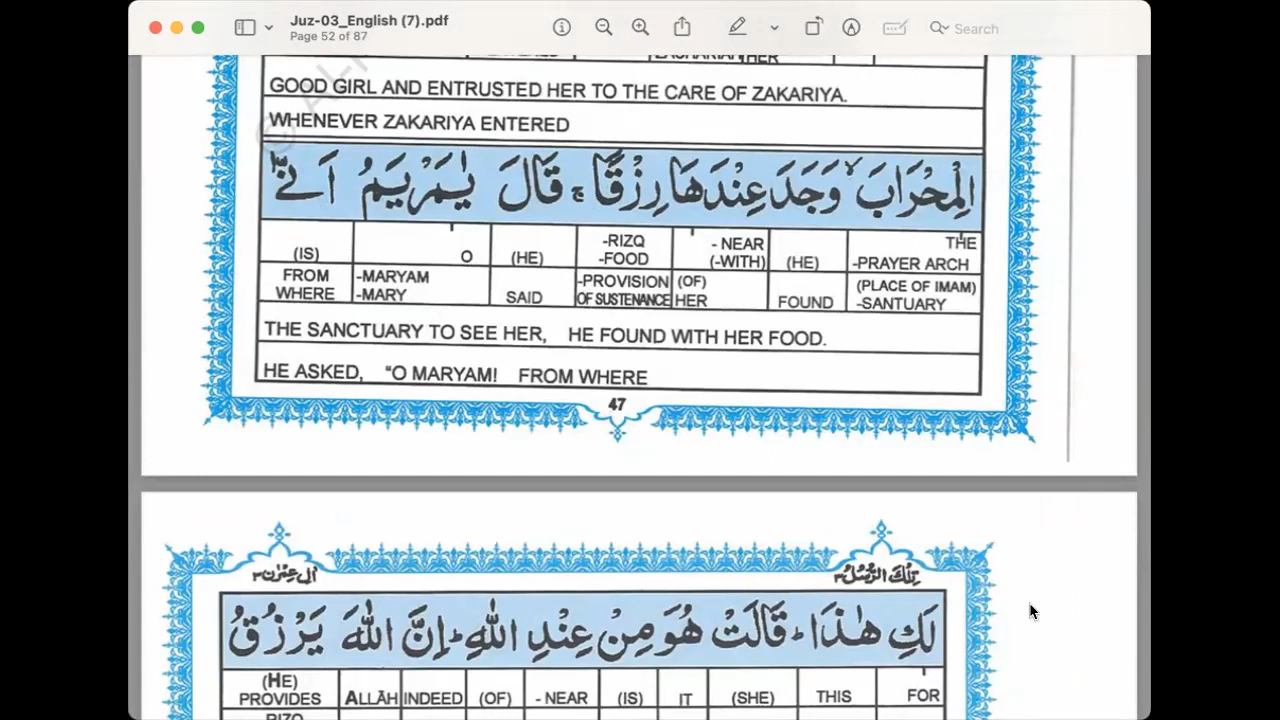 Juz-03_English (7).pdf
Page 52 of 87
Search
GOOD GIRL AND ENTRUSTED HER TO THE CARE OF ZAKARIYA.
WHENEVER ZAKARIYA ENTERED
الْمِحْرَابَ ۙ وَجَدَ عِنْدَهَا رِزْقًا ۚ قَالَ يٰمَرْيَمُ اَنّٰى
(IS) O (HE) -RIZQ - NEAR THE
-FOOD (-WITH) (HE) -PRAYER ARCH
FROM -MARYAM -PROVISION (OF) (PLACE OF IMAM)
WHERE -MARY SAID OF SUSTENANCE HER FOUND -SANTUARY
THE SANCTUARY TO SEE HER, HE FOUND WITH HER FOOD.
HE ASKED, “O MARYAM! FROM WHERE
47
اٰلِ عِمْرٰن ٣ تِلْكَ الرُّسُلُ ٣
لَكِ هٰذَا ؕ قَالَتْ هُوَ مِنْ عِنْدِ اللّٰهِ ؕ اِنَّ اللّٰهَ يَرْزُقُ
(HE)
PROVIDES ALLĀH INDEED (OF) - NEAR (IS) IT (SHE) THIS FOR